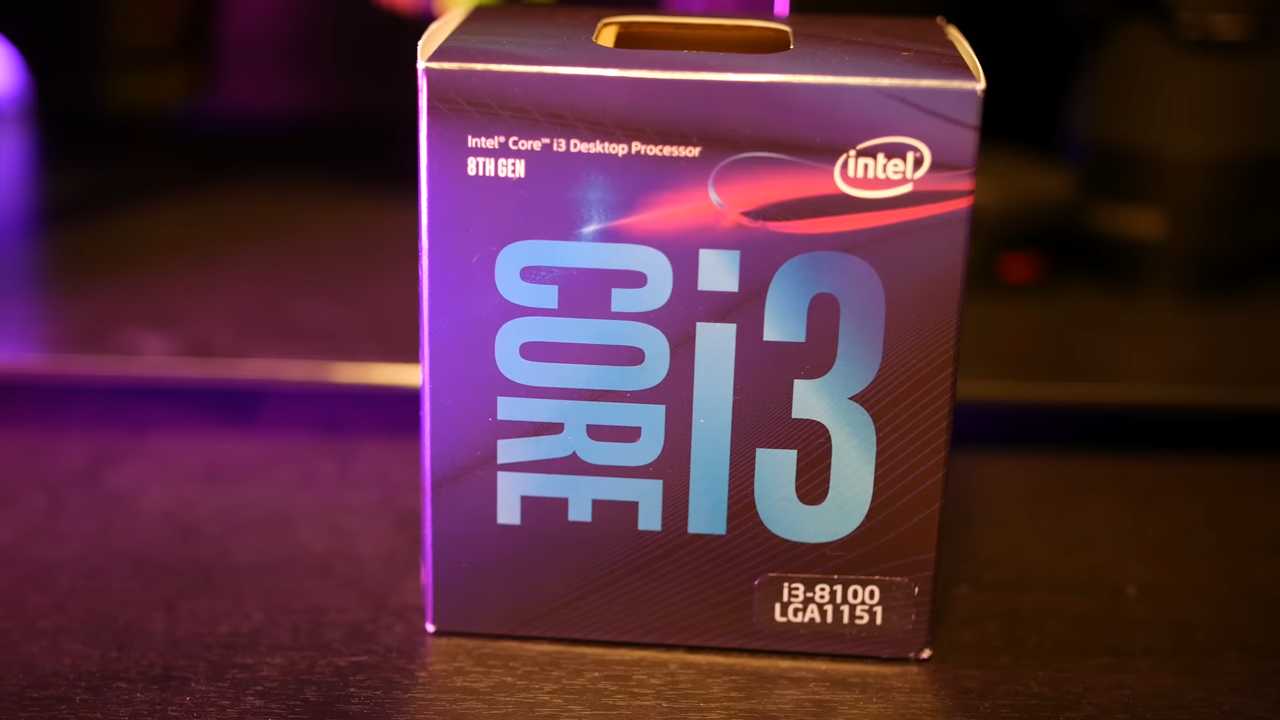 Intel® Core™ i3 Desktop Processor
8TH GEN
intel®
CORE i3
i3-8100
LGA1151